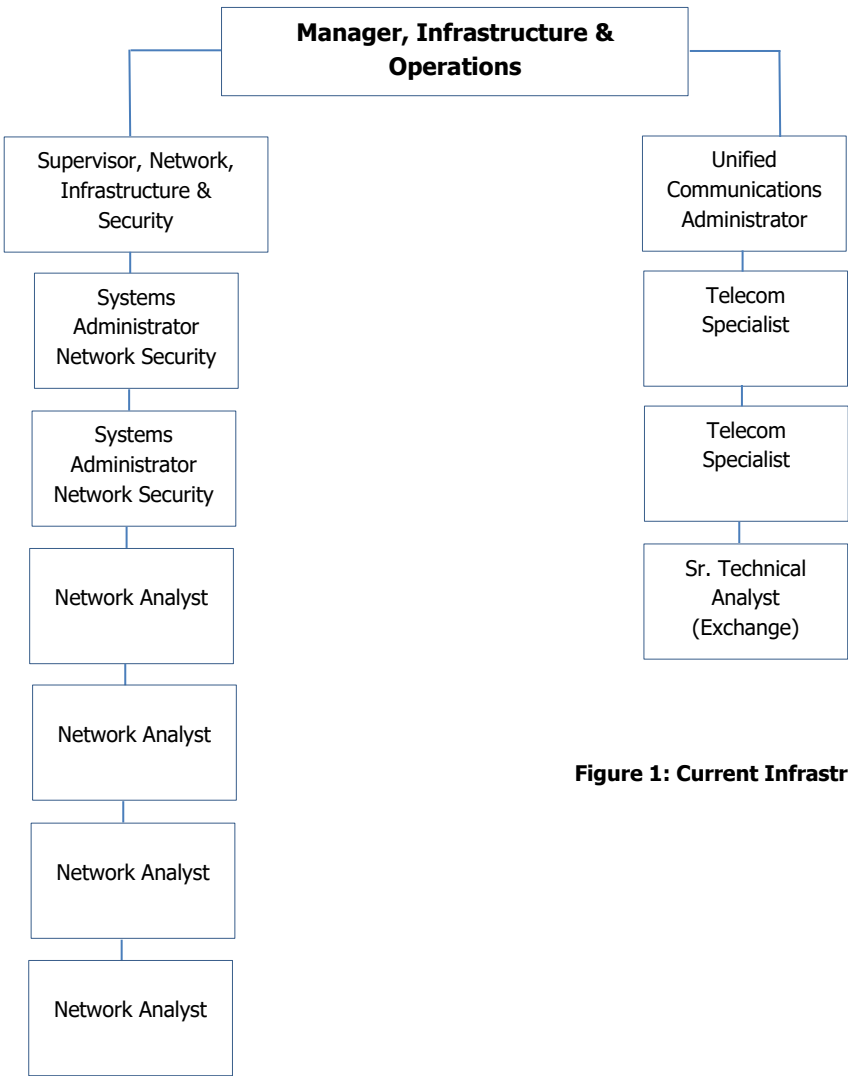 Manager, Infrastructure &
Operations
Supervisor, Network,
Infrastructure &
Security
Systems
Administrator
Network Security
Systems
Administrator
Network Security
Network Analyst
Network Analyst
Network Analyst
Network Analyst
Unified
Communications
Administrator
Telecom
Specialist
Telecom
Specialist
Sr. Technical
Analyst
(Exchange)
Figure 1: Current Infrastr